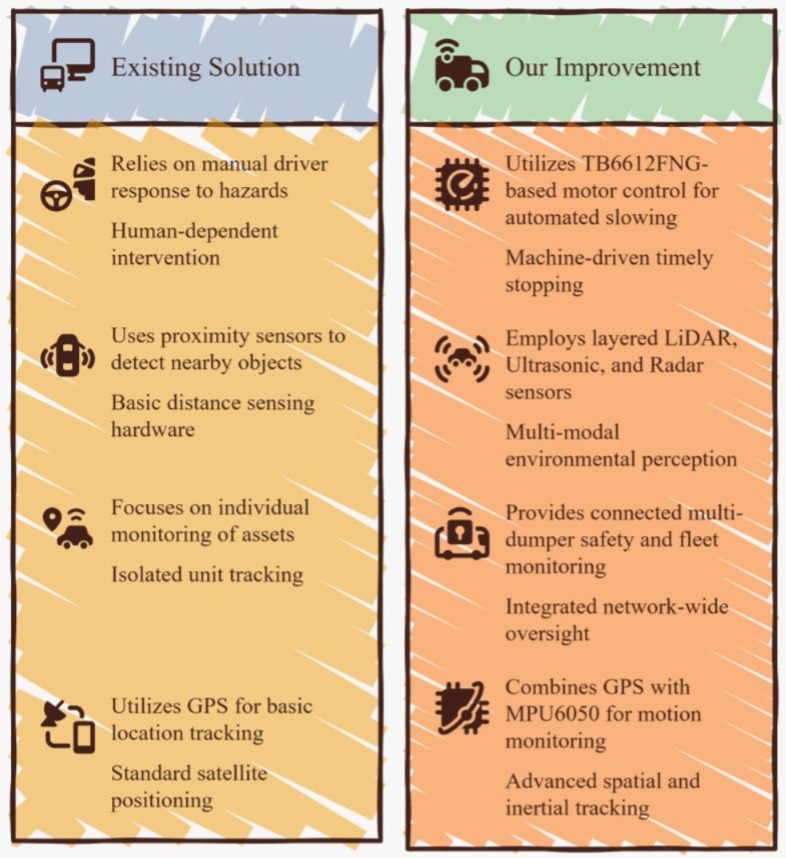 Existing Solution
Relies on manual driver
response to hazards
Human-dependent
intervention
Uses proximity sensors to
detect nearby objects
Basic distance sensing
hardware
Focuses on individual
monitoring of assets
Isolated unit tracking
Utilizes GPS for basic
location tracking
Standard satellite
positioning
Our Improvement
Utilizes TB6612FNG-
based motor control for
automated slowing
Machine-driven timely
stopping
Employs layered LiDAR,
Ultrasonic, and Radar
sensors
Multi-modal
environmental perception
Provides connected multi-
dumper safety and fleet
monitoring
Integrated network-wide
oversight
Combines GPS with
MPU6050 for motion
monitoring
Advanced spatial and
inertial tracking